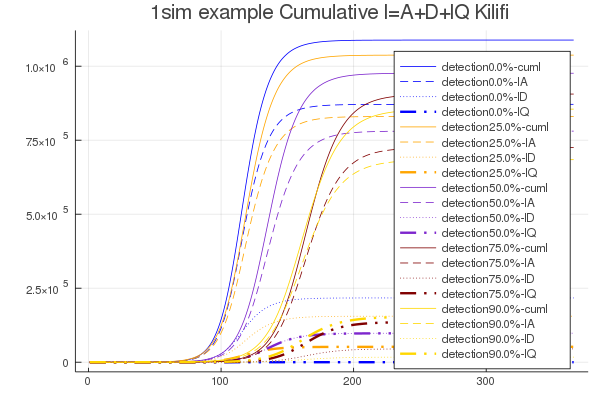 1sim example Cumulative I=A+D+IQ Kilifi
1.0×10 6
7.5×10 5
5.0×10 5
2.5×10 5
0
0 100 200 300
detection0.0%-cuml
detection0.0%-IA
detection0.0%-ID
detection0.0%-IQ
detection25.0%-cuml
detection25.0%-IA
detection25.0%-ID
detection25.0%-IQ
detection50.0%-cuml
detection50.0%-IA
detection50.0%-ID
detection50.0%-IQ
detection75.0%-cuml
detection75.0%-IA
detection75.0%-ID
detection75.0%-IQ
detection90.0%-cuml
detection90.0%-IA
detection90.0%-ID
detection90.0%-IQ